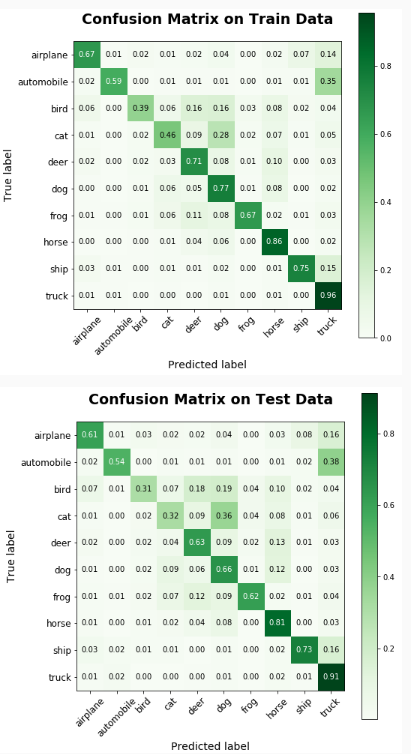 Confusion Matrix on Train Data
airplane 0.67 0.01 0.02 0.01 0.02 0.04 0.00 0.02 0.07 0.14
automobile 0.02 0.59 0.00 0.01 0.01 0.01 0.00 0.01 0.01 0.35
bird 0.06 0.00 0.39 0.06 0.16 0.16 0.03 0.08 0.02 0.04
cat 0.01 0.00 0.02 0.46 0.09 0.28 0.02 0.07 0.01 0.05
deer 0.02 0.00 0.02 0.03 0.71 0.08 0.01 0.10 0.00 0.03
dog 0.00 0.00 0.01 0.06 0.05 0.77 0.01 0.08 0.00 0.02
frog 0.01 0.00 0.01 0.06 0.11 0.08 0.67 0.02 0.01 0.03
horse 0.00 0.00 0.00 0.01 0.04 0.06 0.00 0.86 0.00 0.02
ship 0.03 0.01 0.00 0.01 0.01 0.02 0.00 0.01 0.75 0.15
truck 0.01 0.01 0.00 0.00 0.00 0.01 0.00 0.01 0.00 0.96
airplane automobile bird cat deer dog frog horse ship truck
True label
Predicted label
0.8
0.6
0.4
0.2
0.0
Confusion Matrix on Test Data
airplane 0.61 0.01 0.03 0.02 0.02 0.04 0.00 0.03 0.08 0.16
automobile 0.02 0.54 0.00 0.01 0.01 0.01 0.00 0.01 0.02 0.38
bird 0.07 0.01 0.31 0.07 0.18 0.19 0.04 0.10 0.02 0.04
cat 0.01 0.00 0.02 0.32 0.09 0.36 0.04 0.08 0.01 0.06
deer 0.02 0.00 0.02 0.04 0.63 0.09 0.02 0.13 0.01 0.03
dog 0.01 0.00 0.02 0.09 0.06 0.66 0.01 0.12 0.00 0.03
frog 0.01 0.01 0.02 0.07 0.12 0.09 0.62 0.02 0.01 0.04
horse 0.01 0.00 0.01 0.02 0.04 0.08 0.00 0.81 0.00 0.03
ship 0.03 0.02 0.01 0.01 0.00 0.01 0.00 0.02 0.73 0.16
truck 0.01 0.02 0.00 0.00 0.00 0.01 0.00 0.02 0.01 0.91
airplane automobile bird cat deer dog frog horse ship truck
True label
Predicted label
0.8
0.6
0.4
0.2